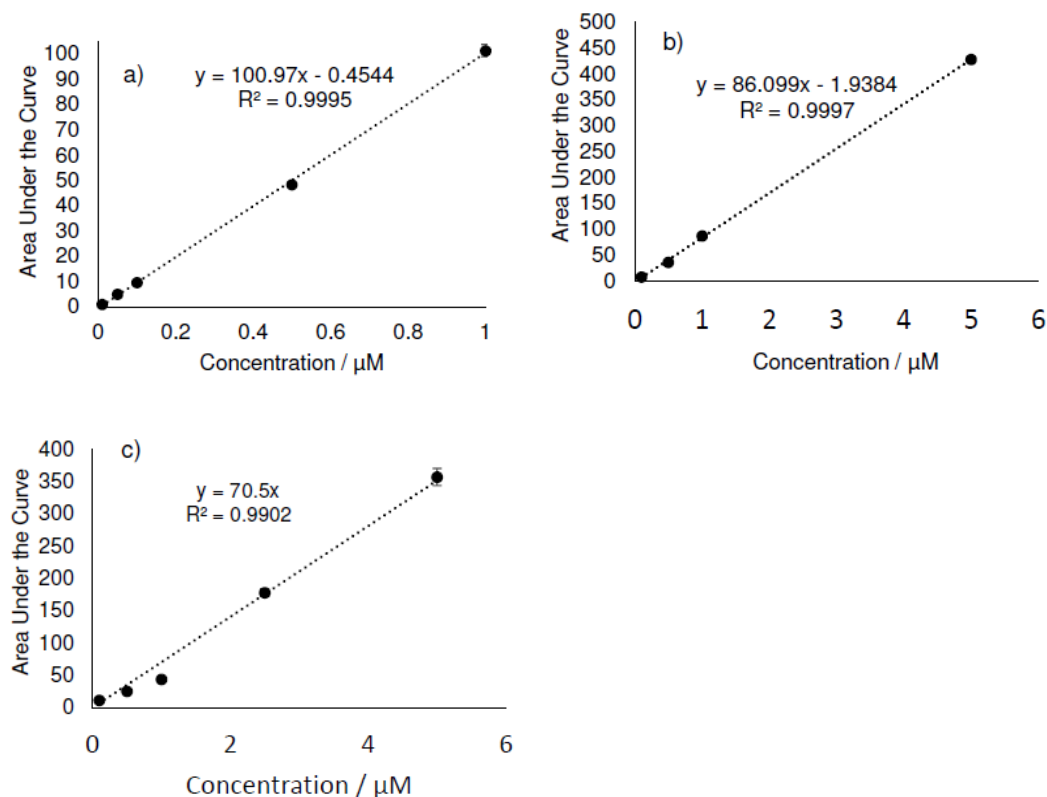 a)
y = 100.97x - 0.4544
R² = 0.9995
Area Under the Curve
100
90
80
70
60
50
40
30
20
10
0
0 0.2 0.4 0.6 0.8 1
Concentration / μM
b)
y = 86.099x - 1.9384
R² = 0.9997
Area Under the Curve
500
450
400
350
300
250
200
150
100
50
0
0 1 2 3 4 5 6
Concentration / μM
c)
y = 70.5x
R² = 0.9902
Area Under the Curve
400
350
300
250
200
150
100
50
0
0 2 4 6
Concentration / μM